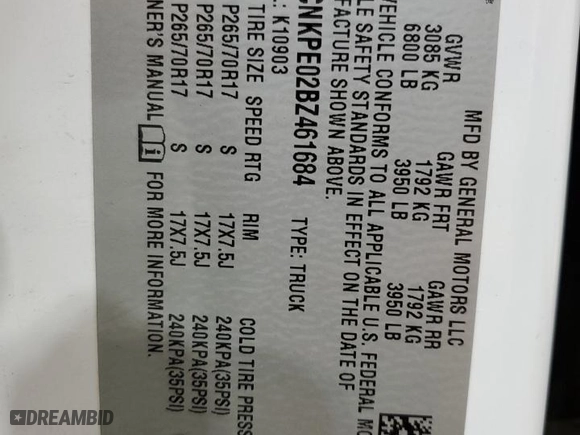 MFD BY GENERAL MOTORS LLC
GVWR GAWR FRT GAWR RR
3085 KG 1792 KG 1792 KG
6800 LB 3950 LB 3950 LB
VEHICLE CONFORMS TO ALL APPLICABLE U.S. FEDERAL MO
LE SAFETY STANDARDS IN EFFECT ON THE DATE OF
FACTURE SHOWN ABOVE.
CNKPE02BZ461684 TYPE: TRUCK
.: K10903
TIRE SIZE SPEED RTG RIM COLD TIRE PRESS
P265/70R17 S 17X7.5J 240KPA(35PSI)
P265/70R17 S 17X7.5J 240KPA(35PSI)
P265/70R17 S 17X7.5J 240KPA(35PSI)
NER'S MANUAL FOR MORE INFORMATION.
DREAMBID